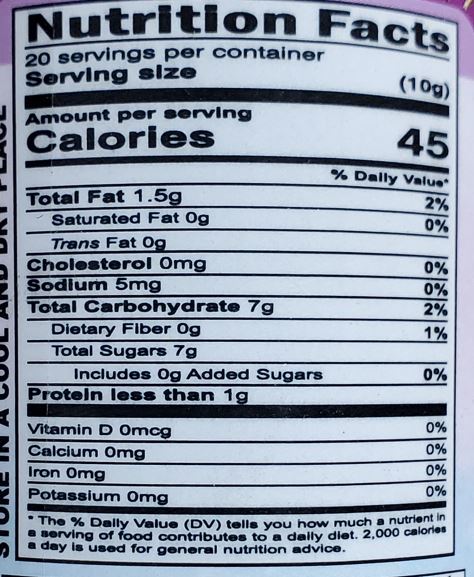 Nutrition Facts
20 servings per container
Serving size (10g)
Amount per serving
Calories 45
% Daily Value*
Total Fat 1.5g 2%
Saturated Fat 0g 0%
Trans Fat 0g
Cholesterol 0mg 0%
Sodium 5mg 0%
Total Carbohydrate 7g 2%
Dietary Fiber 0g 1%
Total Sugars 7g
Includes 0g Added Sugars 0%
Protein less than 1g
Vitamin D 0mcg 0%
Calcium 0mg 0%
Iron 0mg 0%
Potassium 0mg 0%
* The % Daily Value (DV) tells you how much a nutrient in
a serving of food contributes to a daily diet. 2,000 calories
a day is used for general nutrition advice.
STORE IN A COOL AND DRY PLACE